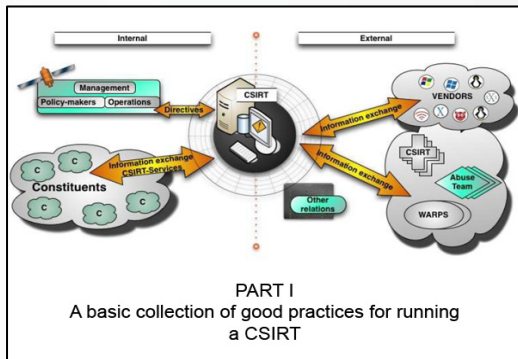 Internal
External
CSIRT
Management
Policy-makers
Operations
Directives
Information exchange
VENDORS
Information exchange
CSIRT-Services
C
C
C
Constituents
C
C
C
Information exchange
CSIRT
Abuse
Team
Other
relations
WARPS
PART I
A basic collection of good practices for running
a CSIRT